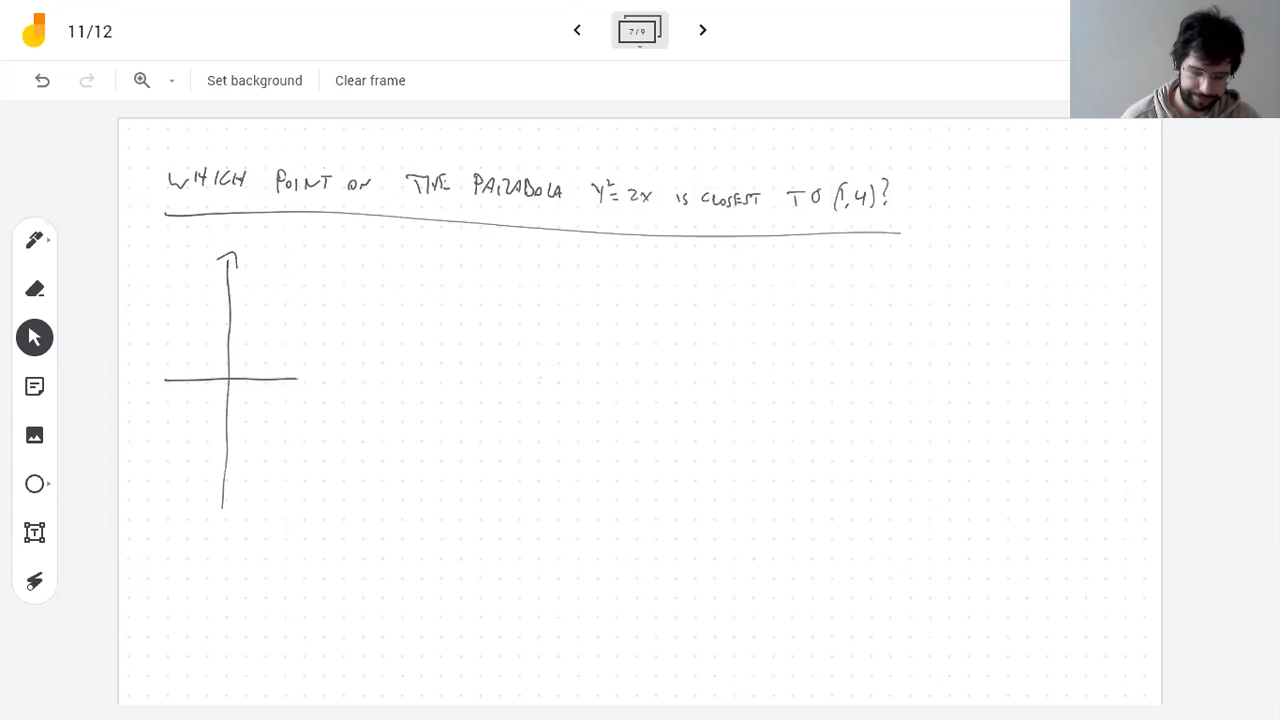 11/12
7 / 9
Set background
Clear frame
WHICH POINT ON THE PARABOLA y² = 2x IS CLOSEST TO (1,4)?
T